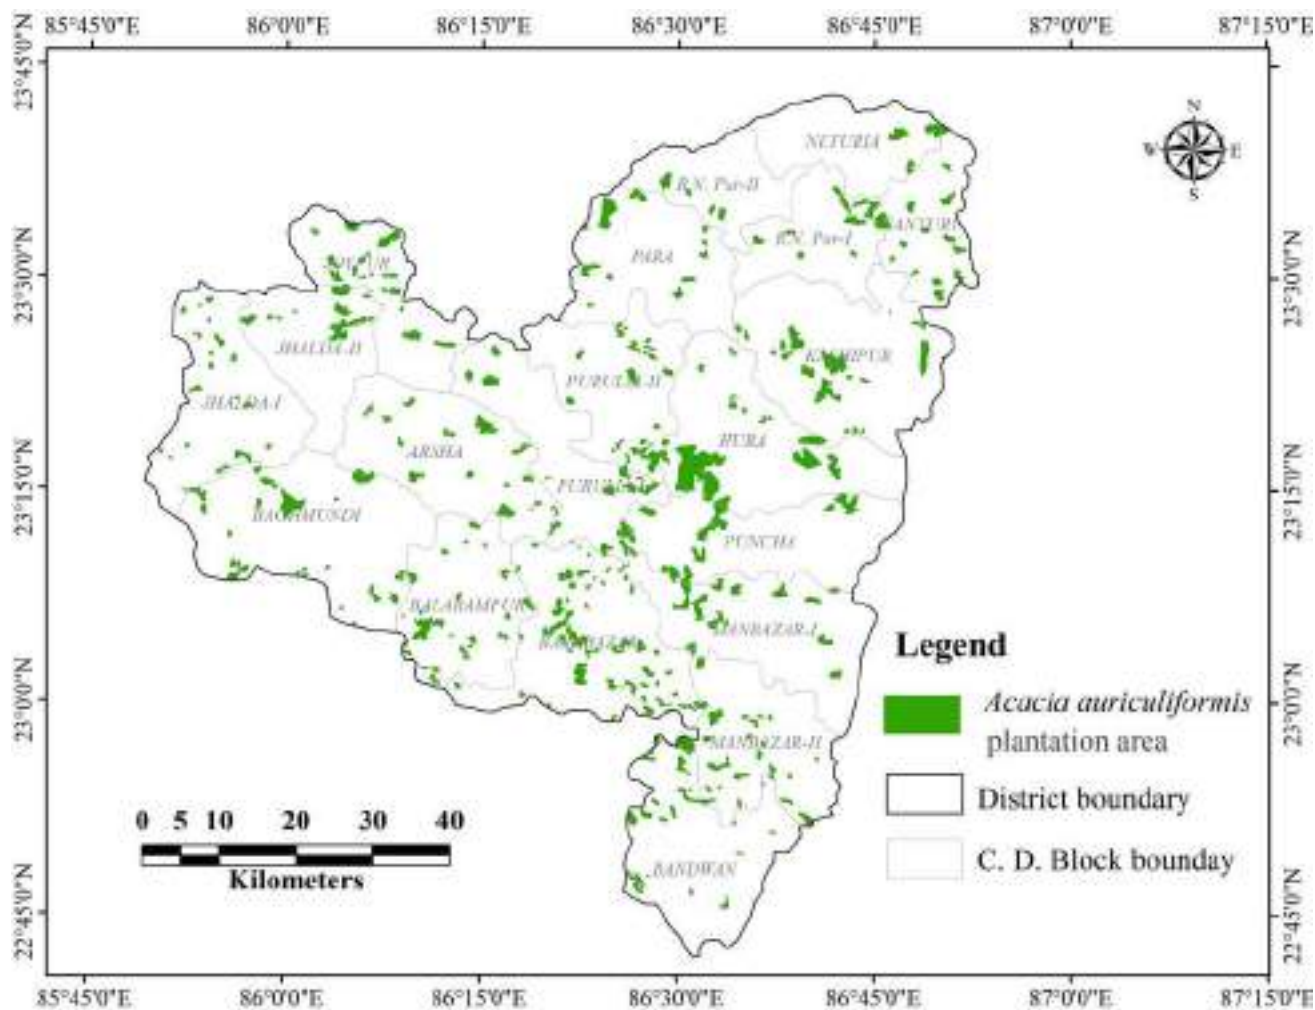 85°45'0"E 86°0'0"E 86°15'0"E 86°30'0"E 86°45'0"E 87°0'0"E 87°15'0"E
23°45'0"N
23°30'0"N
23°15'0"N
23°0'0"N
22°45'0"N
N
W E
S
NETURIA
R.N. Pur-II
R.N. Pur-I
PARA
JHALDA-II
KASHIPUR
PURULIA-II
JHALDA-I
HURA
ARSHA
BAGHMUNDI
PUNCHA
BALARAMPUR
MANBAZAR-I
MANBAZAR-II
BANDWAN
Legend
Acacia auriculiformis
plantation area
District boundary
C. D. Block bounday
0 5 10 20 30 40
Kilometers
23°30'0"N
23°15'0"N
23°0'0"N
22°45'0"N
85°45'0"E 86°0'0"E 86°15'0"E 86°30'0"E 86°45'0"E 87°0'0"E 87°15'0"E